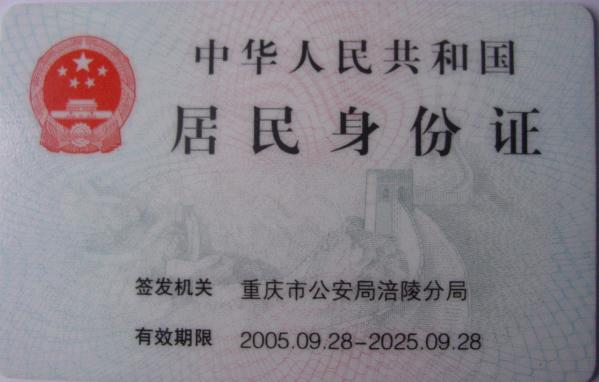 中华人民共和国
居民身份证
签发机关 重庆市公安局涪陵分局
有效期限 2005.09.28-2025.09.28